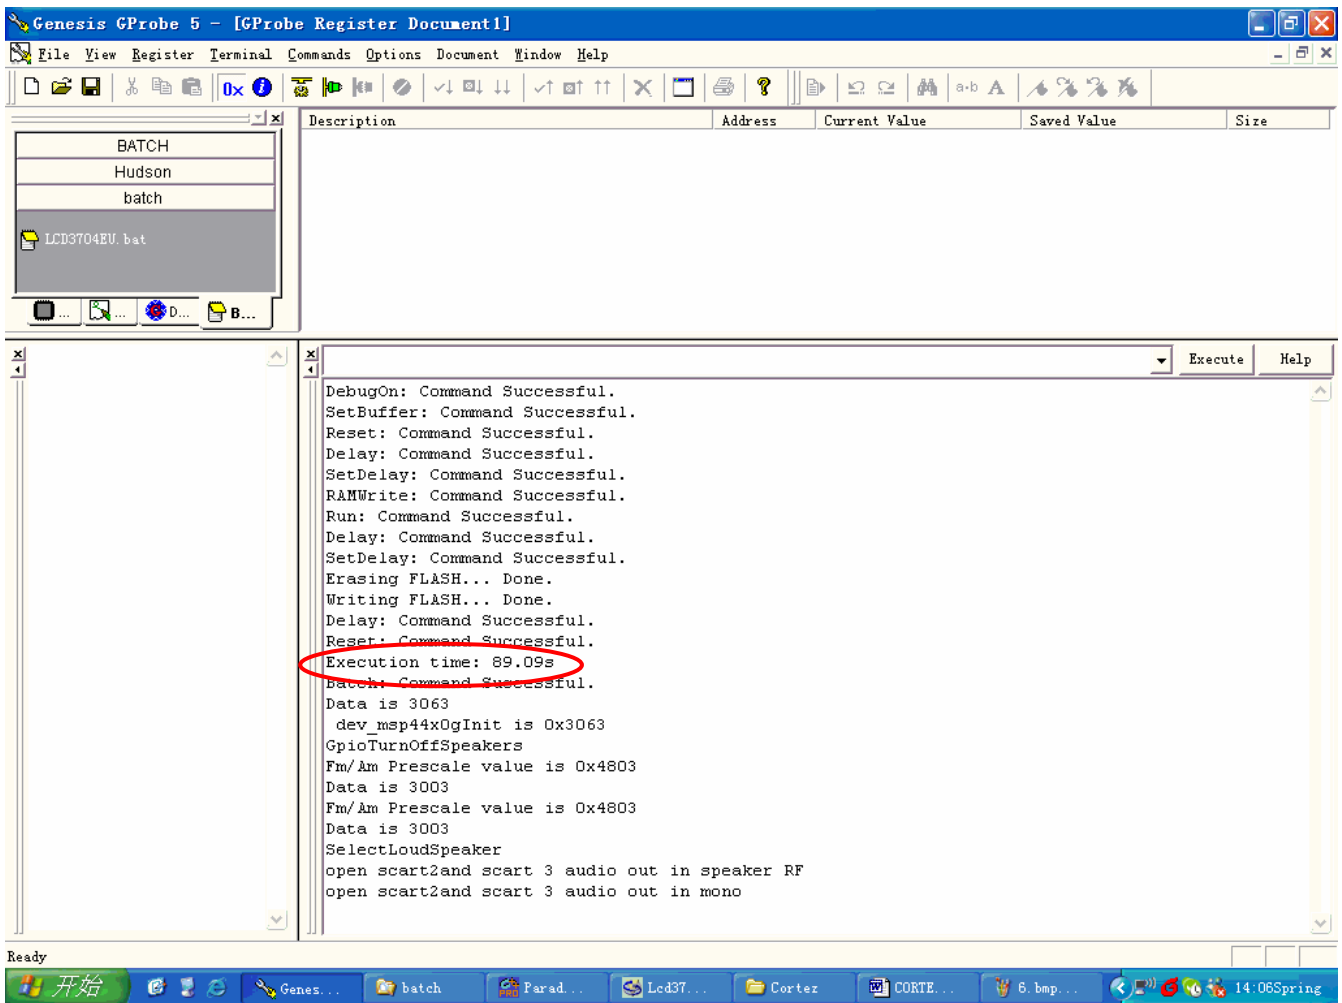 Genesis GProbe 5 - [GProbe Register Document1]
File View Register Terminal Commands Options Document Window Help
0x a·b A
Description Address Current Value Saved Value Size
BATCH
Hudson
batch
LCD3704EU.bat
... ... D... B...
Execute Help
DebugOn: Command Successful.
SetBuffer: Command Successful.
Reset: Command Successful.
Delay: Command Successful.
SetDelay: Command Successful.
RAMWrite: Command Successful.
Run: Command Successful.
Delay: Command Successful.
SetDelay: Command Successful.
Erasing FLASH... Done.
Writing FLASH... Done.
Delay: Command Successful.
Reset: Command Successful.
Execution time: 89.09s
Batch: Command Successful.
Data is 3063
dev_msp44x0gInit is 0x3063
GpioTurnOffSpeakers
Fm/Am Prescale value is 0x4803
Data is 3003
Fm/Am Prescale value is 0x4803
Data is 3003
SelectLoudSpeaker
open scart2and scart 3 audio out in speaker RF
open scart2and scart 3 audio out in mono
Ready
开始 Genes... batch Parad... Lcd37... Cortez CORTE... 6.bmp... 14:06Spring